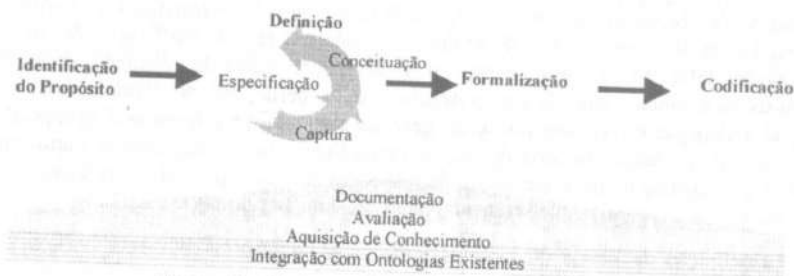 Definição
Conceituação
Identificação
do Propósito
Especificação
Formalização
Codificação
Captura
Documentação
Avaliação
Aquisição de Conhecimento
Integração com Ontologias Existentes